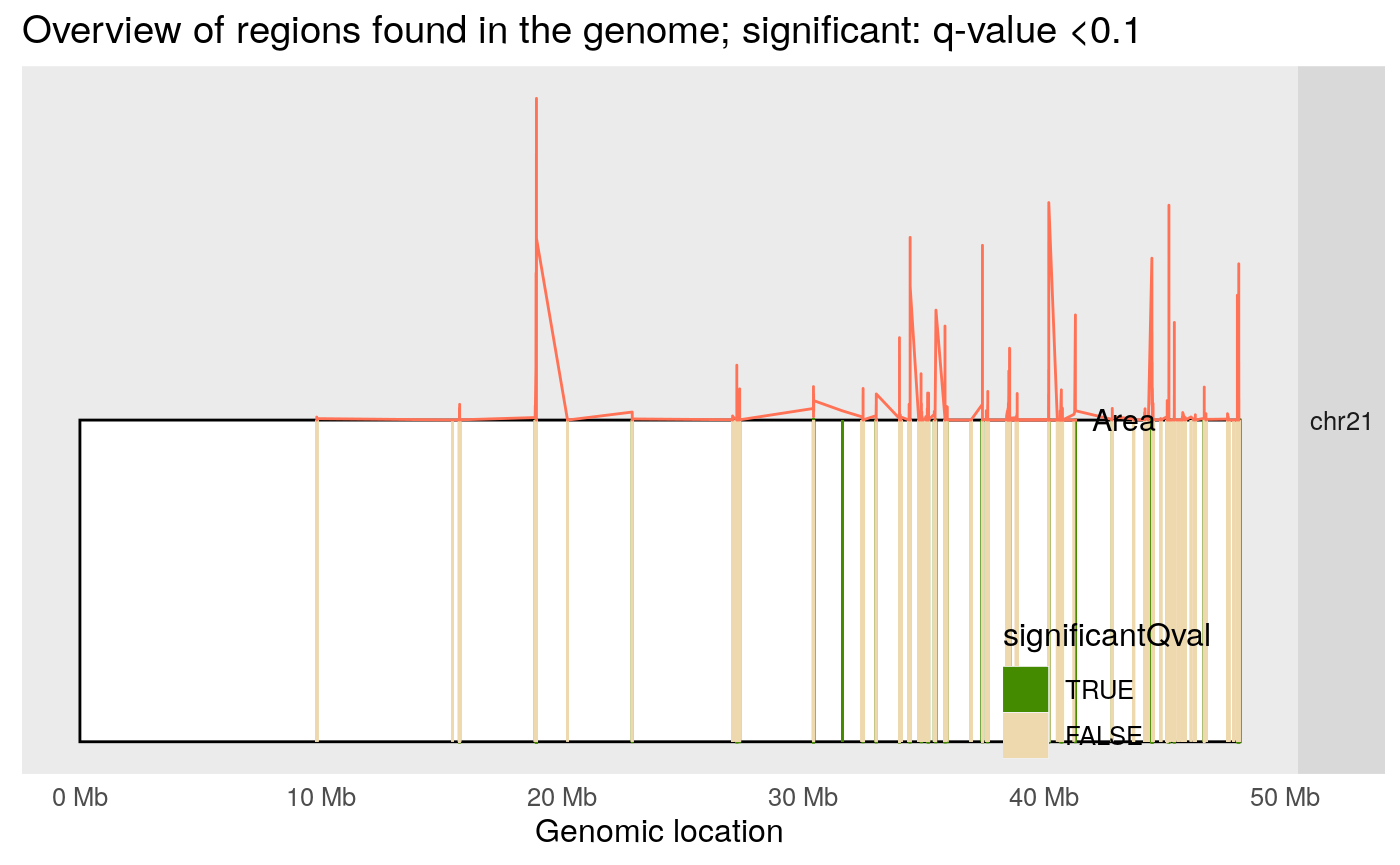 Overview of regions found in the genome; significant: q-value <0.1
chr21
Area
significantQval
TRUE
FALSE
0 Mb 10 Mb 20 Mb 30 Mb 40 Mb 50 Mb
Genomic location